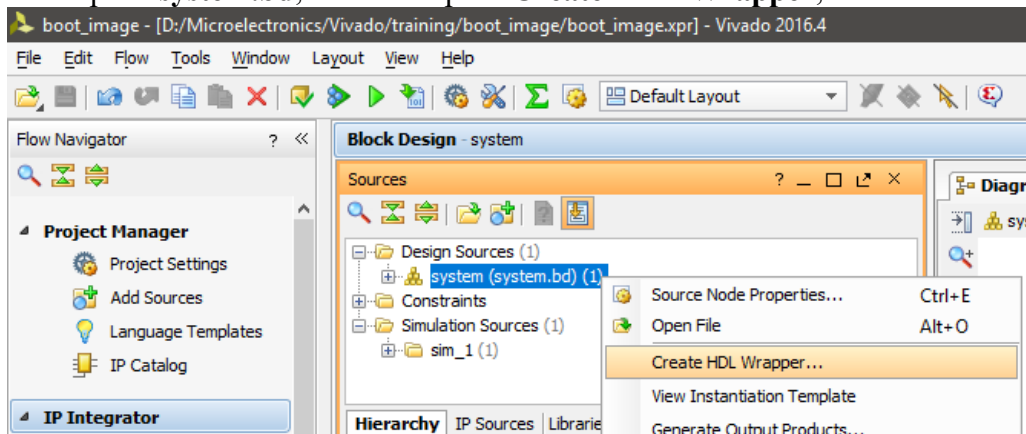 boot_image - [D:/Microelectronics/Vivado/training/boot_image/boot_image.xpr] - Vivado 2016.4
File Edit Flow Tools Window Layout View Help
Default Layout
Flow Navigator ? «
Block Design - system
Sources ? _
Diagr
Project Manager
Project Settings
Add Sources
Language Templates
IP Catalog
IP Integrator
Design Sources (1)
system (system.bd) (1)
Constraints
Simulation Sources (1)
sim_1 (1)
Hierarchy IP Sources Librarie
sys
Source Node Properties... Ctrl+E
Open File Alt+O
Create HDL Wrapper...
View Instantiation Template
Generate Output Products...